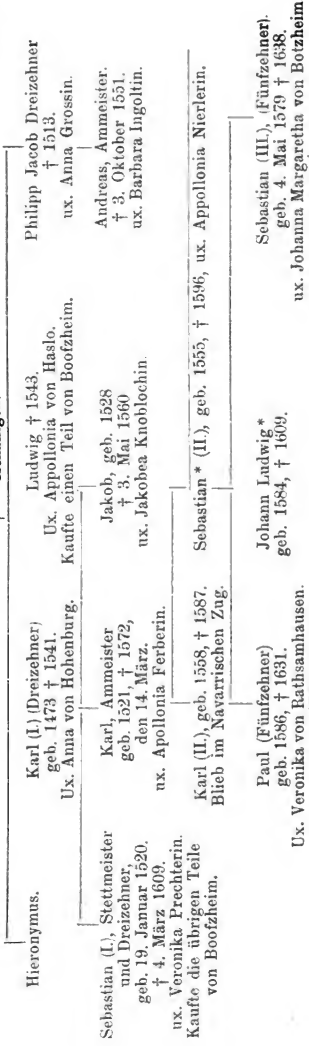 Hieronymus.
Karl (I.) (Dreizehner)
geb. 1473 † 1541.
Ux. Anna von Hohenburg.
Ludwig † 1543.
Ux. Appollonia von Haslo.
Kaufte einen Teil von Boofzheim.
Philipp Jacob Dreizehner
† 1513.
ux. Anna Grossin.
Sebastian (I.), Stettmeister
und Dreizehner,
geb. 19. Januar 1520.
† 4. März 1609.
ux. Veronika Prechterin.
Kaufte die übrigen Teile
von Boofzheim.
Karl, Ammeister
geb. 1521, † 1572,
den 14. März.
ux. Apollonia Ferberin.
Jakob, geb. 1528
† 3. Mai 1560
ux. Jakobea Knoblochin.
Andreas, Ammeister.
† 3. Oktober 1551.
ux. Barbara Ingoltin.
Karl (II.), geb. 1558, † 1587.
Blieb im Navarrischen Zug.
Sebastian* (II.), geb. 1555, † 1596, ux. Appollonia Nierlerin.
Paul (Fünfzehner)
geb. 1586, † 1631.
Ux. Veronika von Rathsamhausen.
Johann Ludwig*
geb. 1584, † 1609.
Sebastian (III.), (Fünfzehner).
geb. 4. Mai 1579 † 1638.
ux. Johanna Margaretha von Botzheim